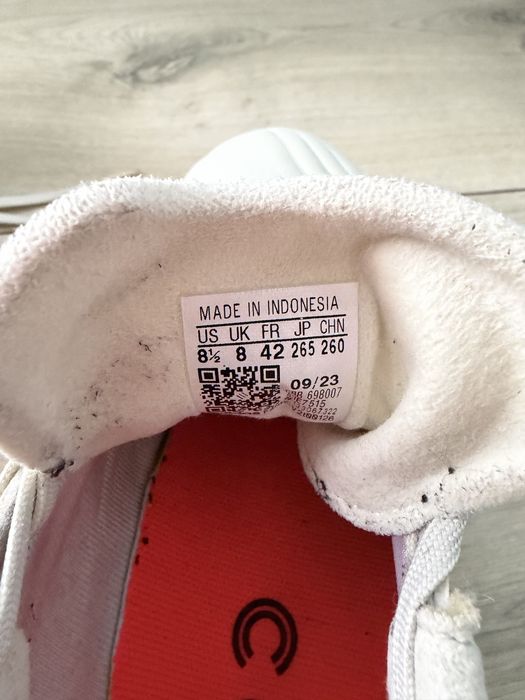 MADE IN INDONESIA
US UK FR JP CHN
8½ 8 42 265 260
09/23
698007